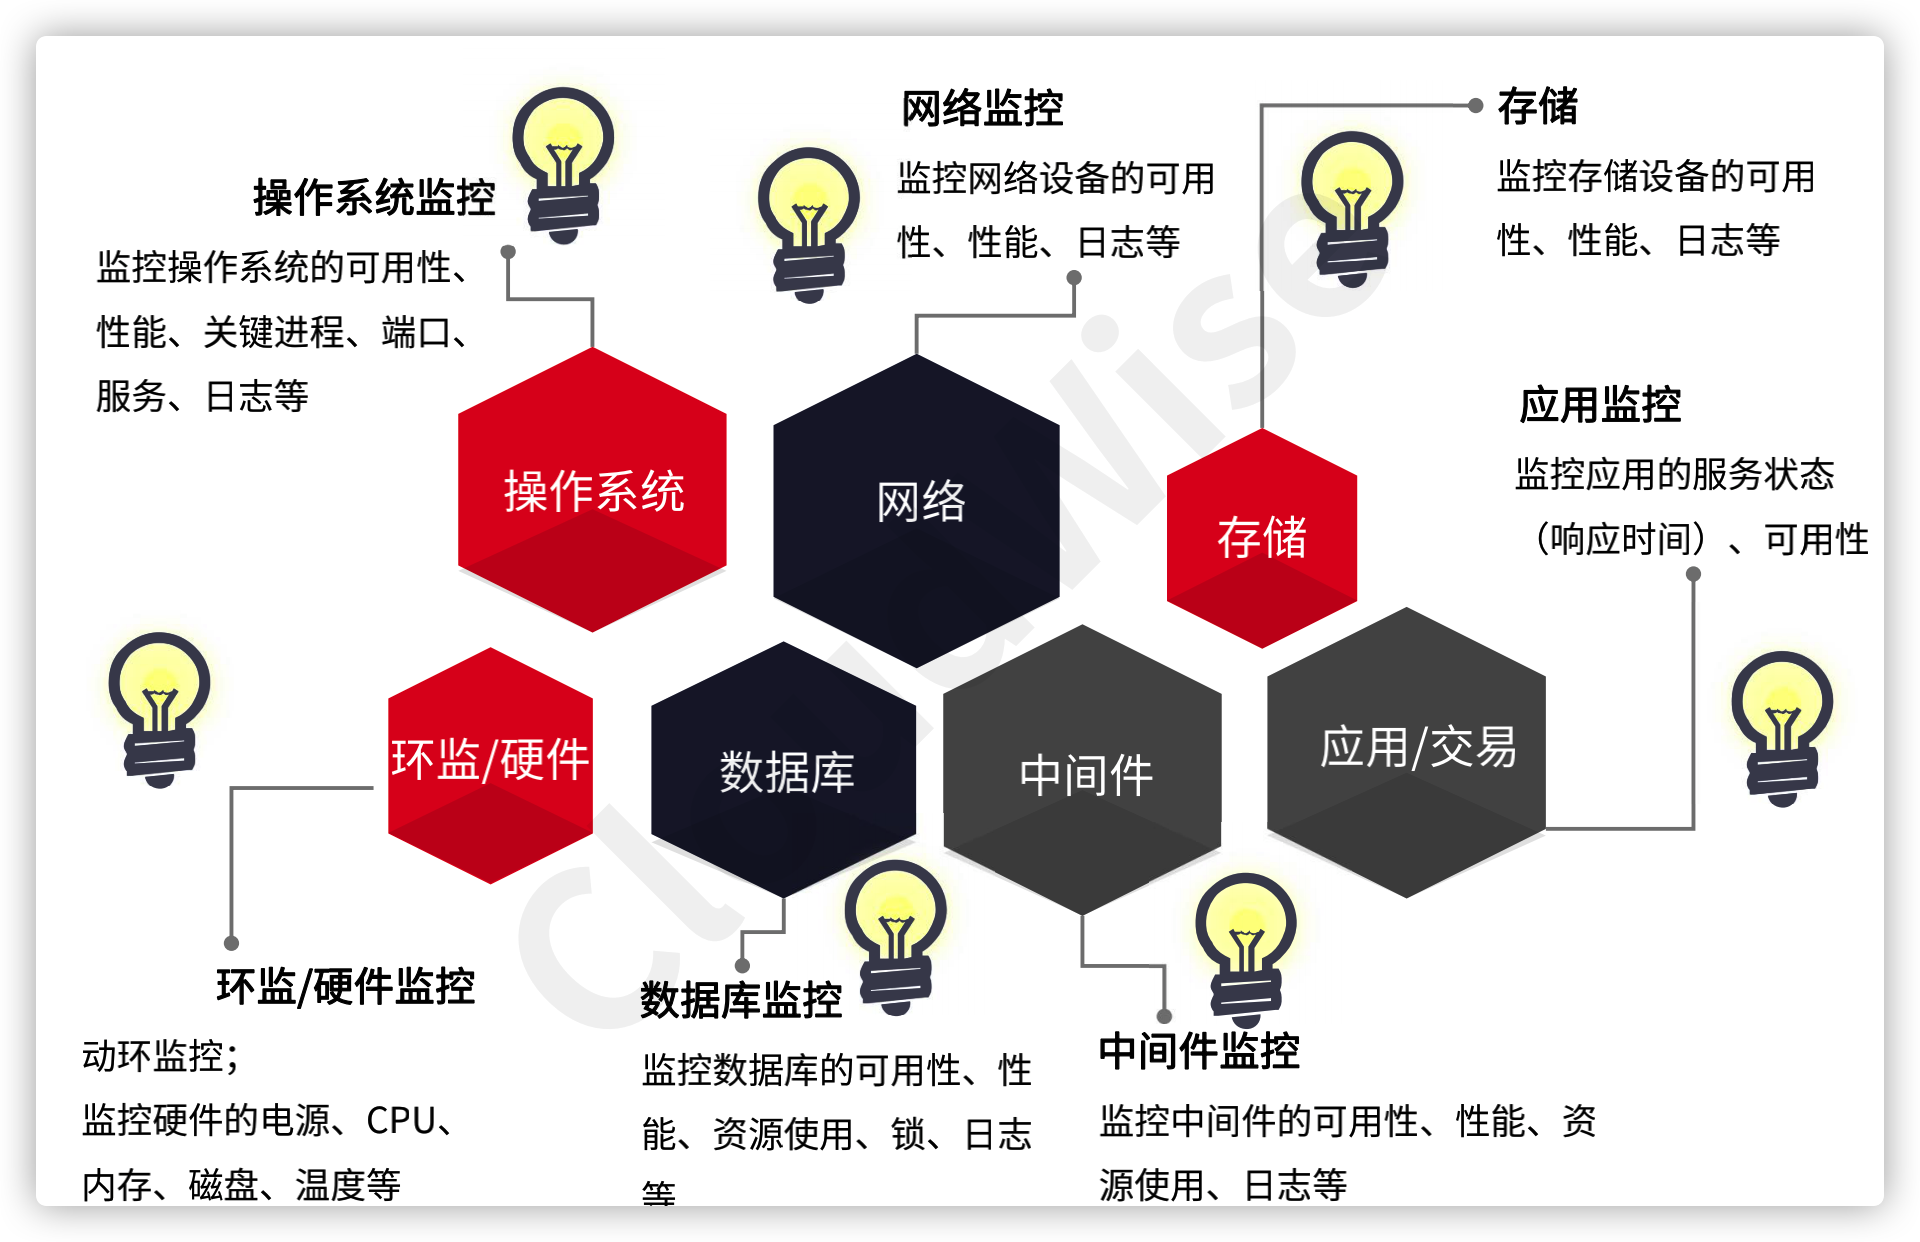 操作系统监控
监控操作系统的可用性、
性能、关键进程、端口、
服务、日志等
网络监控
监控网络设备的可用
性、性能、日志等
存储
监控存储设备的可用
性、性能、日志等
应用监控
监控应用的服务状态
（响应时间）、可用性
操作系统
网络
存储
环监/硬件
数据库
中间件
应用/交易
环监/硬件监控
动环监控；
监控硬件的电源、CPU、
内存、磁盘、温度等
数据库监控
监控数据库的可用性、性
能、资源使用、锁、日志
等
中间件监控
监控中间件的可用性、性能、资
源使用、日志等
Cloudwise